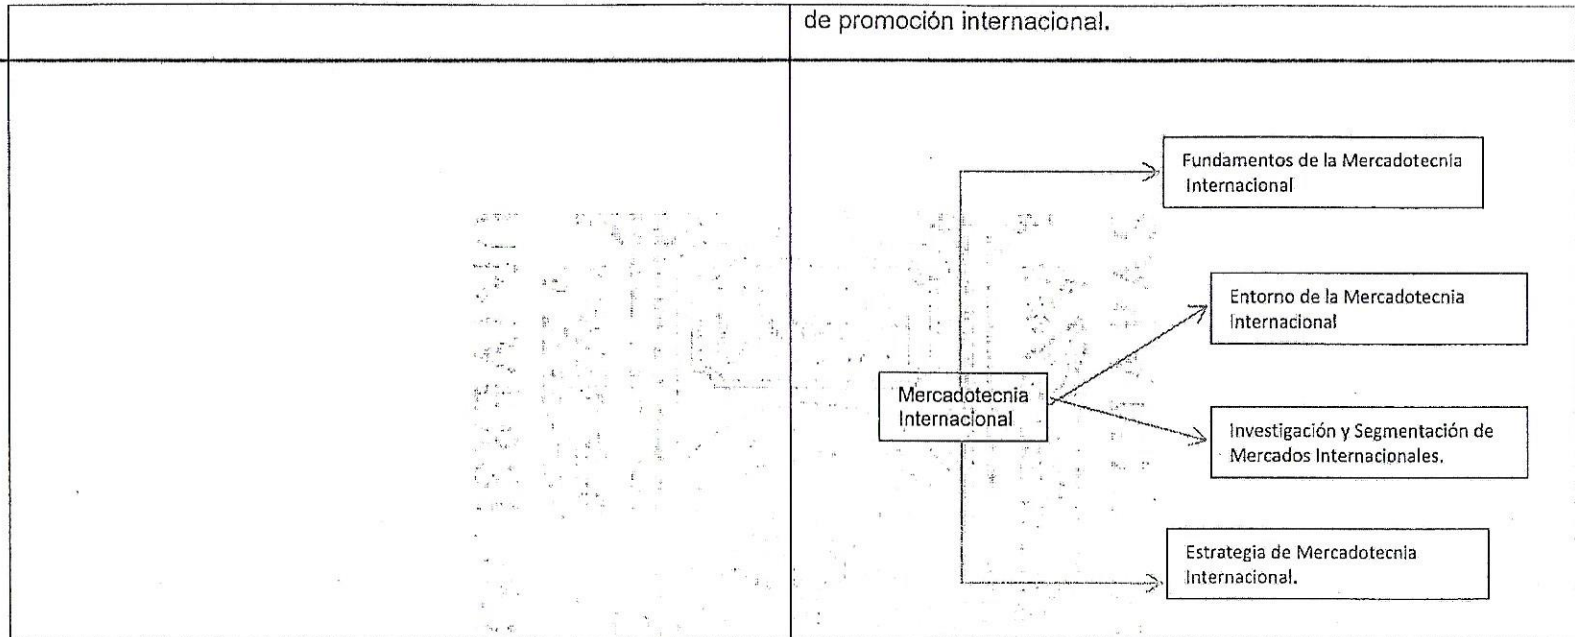 de promoción internacional.
Fundamentos de la Mercadotecnia
Internacional
Entorno de la Mercadotecnia
Internacional
Mercadotecnia
Internacional
Investigación y Segmentación de
Mercados Internacionales.
Estrategia de Mercadotecnia
Internacional.